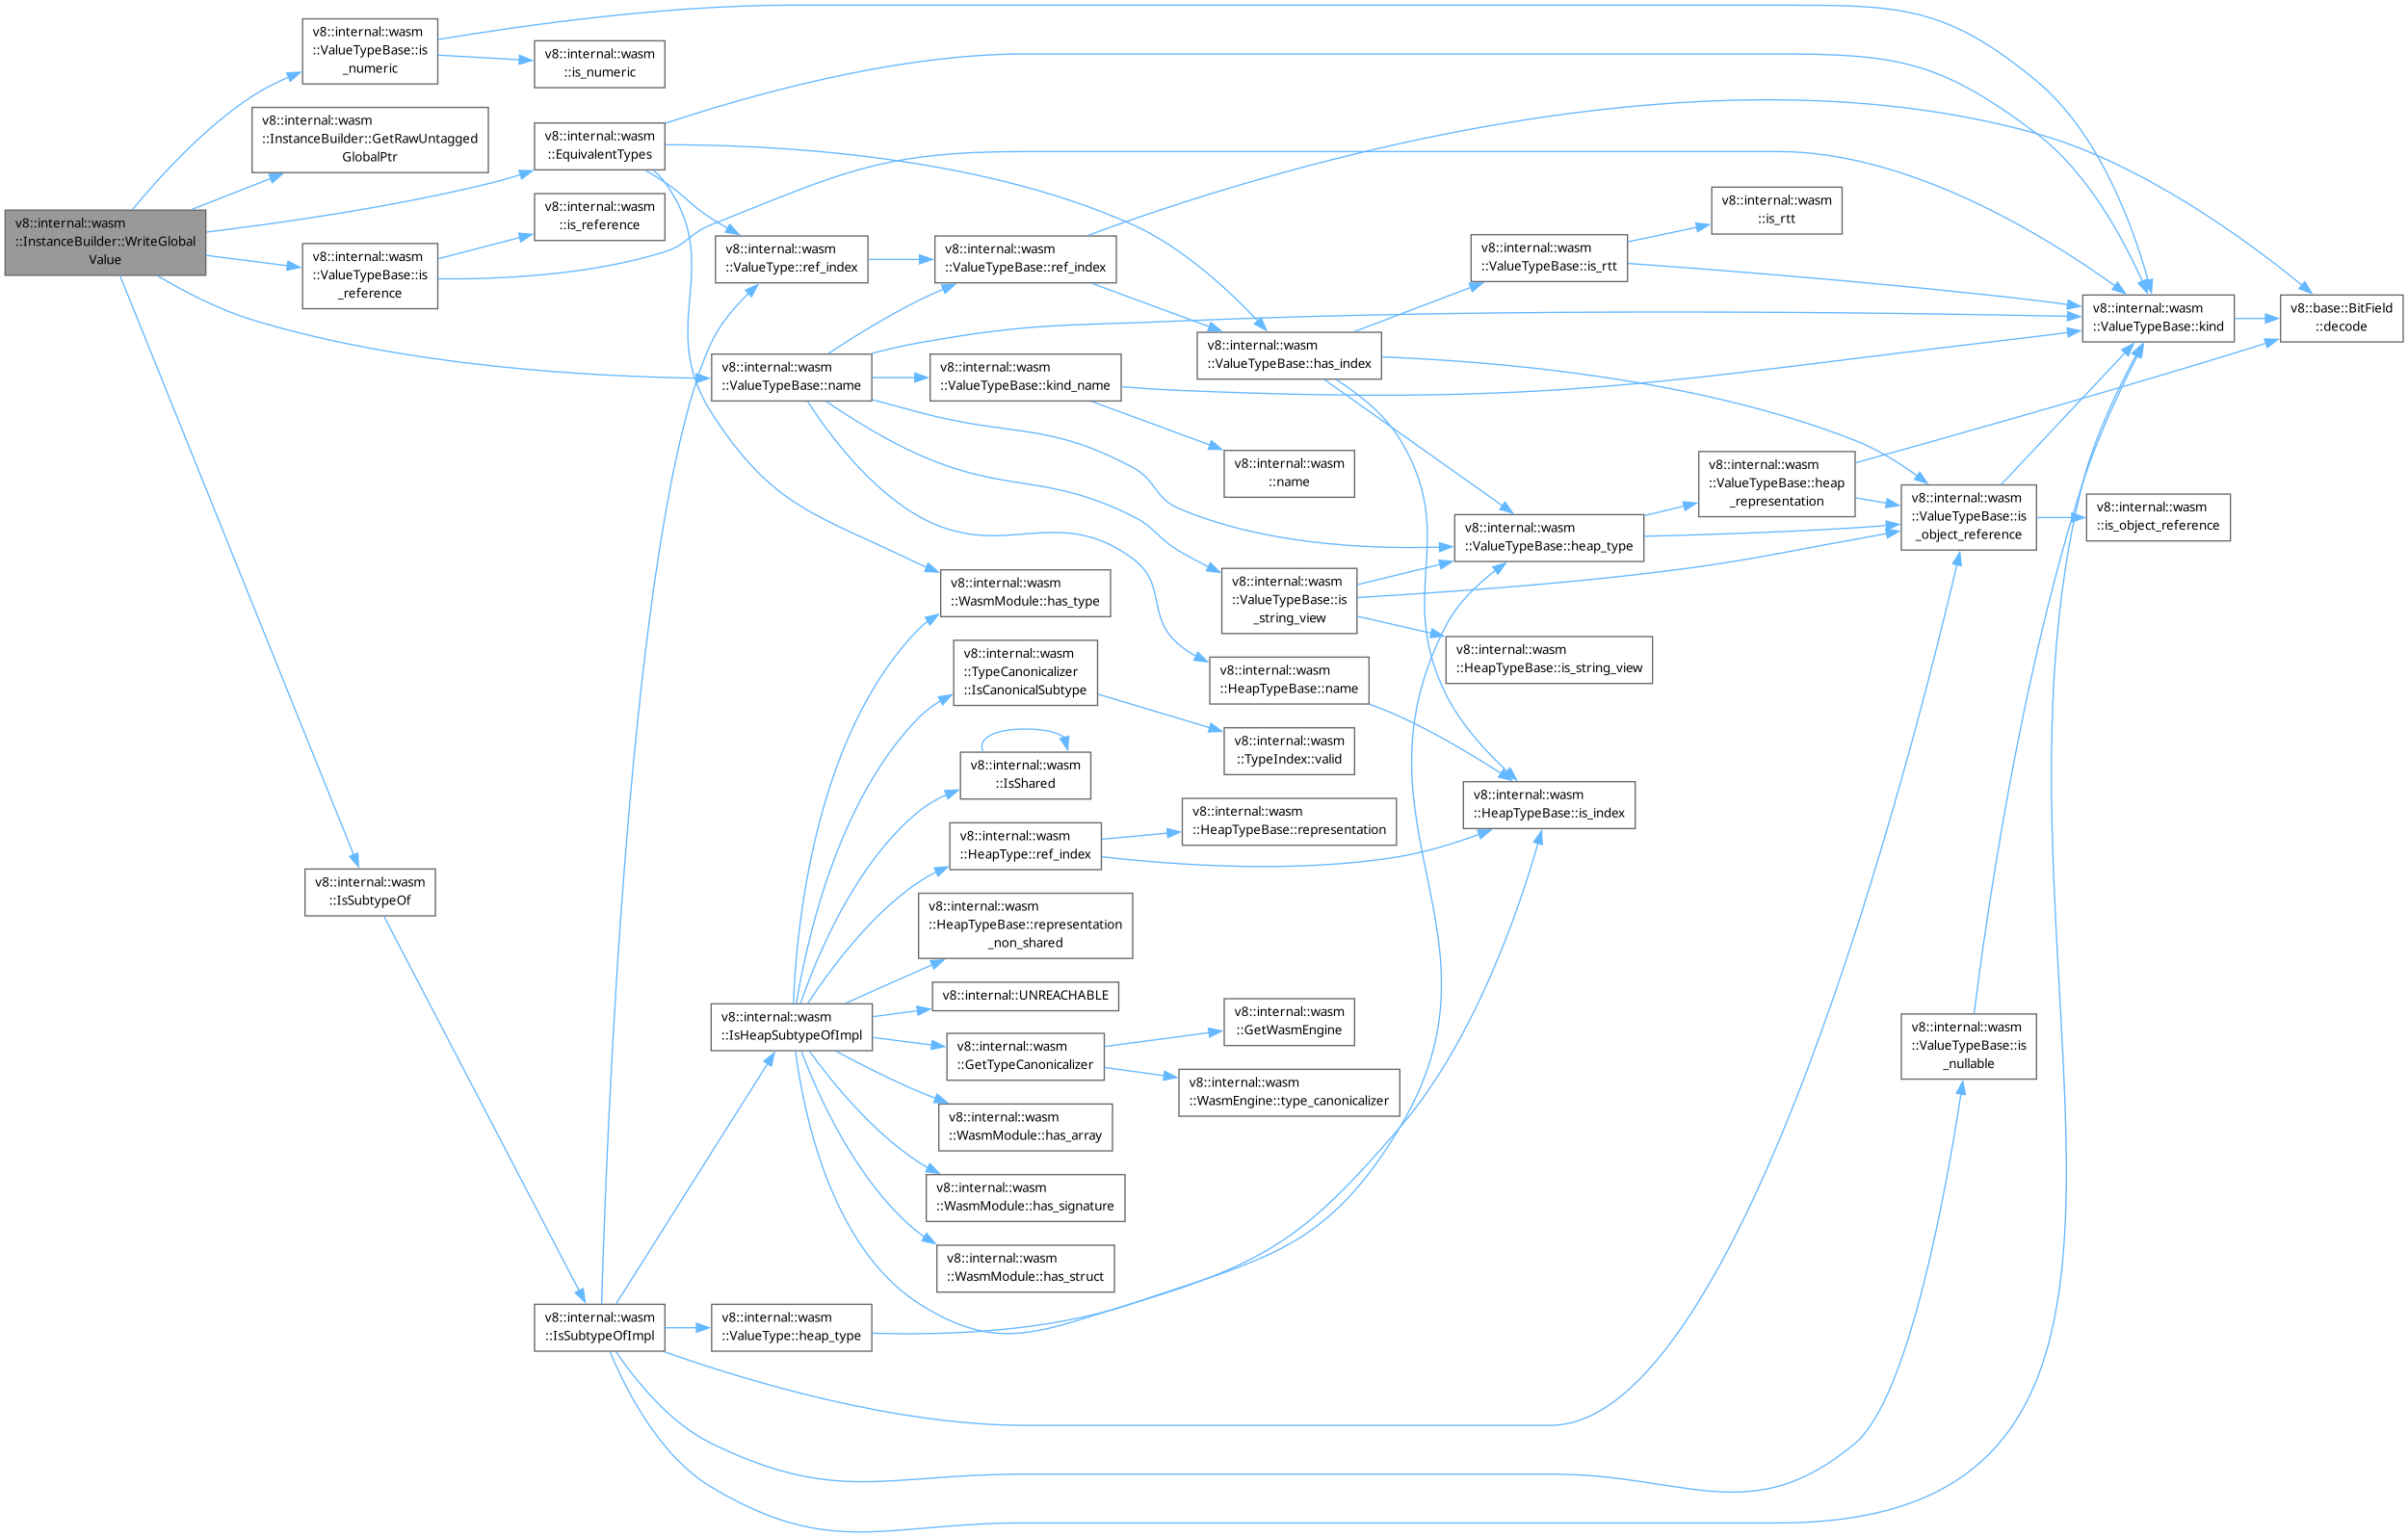 v8::internal::wasm
::InstanceBuilder::WriteGlobal
Value
v8::internal::wasm
::ValueTypeBase::is
_numeric
v8::internal::wasm
::InstanceBuilder::GetRawUntagged
GlobalPtr
v8::internal::wasm
::ValueTypeBase::is
_reference
v8::internal::wasm
::IsSubtypeOf
v8::internal::wasm
::is_numeric
v8::internal::wasm
::EquivalentTypes
v8::internal::wasm
::is_reference
v8::internal::wasm
::IsSubtypeOfImpl
v8::internal::wasm
::ValueType::ref_index
v8::internal::wasm
::ValueTypeBase::name
v8::internal::wasm
::IsHeapSubtypeOfImpl
v8::internal::wasm
::ValueType::heap_type
v8::internal::wasm
::ValueTypeBase::ref_index
v8::internal::wasm
::ValueTypeBase::kind_name
v8::internal::wasm
::WasmModule::has_type
v8::internal::wasm
::TypeCanonicalizer
::IsCanonicalSubtype
v8::internal::wasm
::IsShared
v8::internal::wasm
::HeapType::ref_index
v8::internal::wasm
::HeapTypeBase::representation
_non_shared
v8::internal::UNREACHABLE
v8::internal::wasm
::GetTypeCanonicalizer
v8::internal::wasm
::WasmModule::has_array
v8::internal::wasm
::WasmModule::has_signature
v8::internal::wasm
::WasmModule::has_struct
v8::internal::wasm
::ValueTypeBase::has_index
v8::internal::wasm
::name
v8::internal::wasm
::ValueTypeBase::is
_string_view
v8::internal::wasm
::HeapTypeBase::name
v8::internal::wasm
::TypeIndex::valid
v8::internal::wasm
::HeapTypeBase::representation
v8::internal::wasm
::GetWasmEngine
v8::internal::wasm
::WasmEngine::type_canonicalizer
v8::internal::wasm
::ValueTypeBase::is_rtt
v8::internal::wasm
::ValueTypeBase::heap_type
v8::internal::wasm
::HeapTypeBase::is_string_view
v8::internal::wasm
::HeapTypeBase::is_index
v8::internal::wasm
::is_rtt
v8::internal::wasm
::ValueTypeBase::heap
_representation
v8::internal::wasm
::ValueTypeBase::is
_object_reference
v8::internal::wasm
::ValueTypeBase::is
_nullable
v8::internal::wasm
::ValueTypeBase::kind
v8::internal::wasm
::is_object_reference
v8::base::BitField
::decode